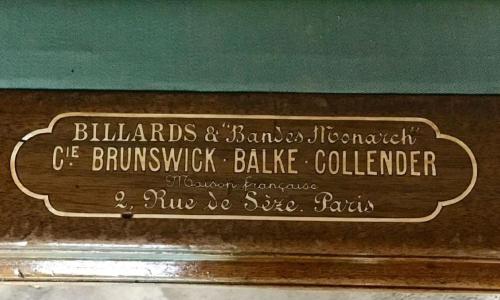 BILLARDS & "Bandes Monarch"
CIE BRUNSWICK · BALKE · COLLENDER
Maison française
2, Rue de Sèze. Paris